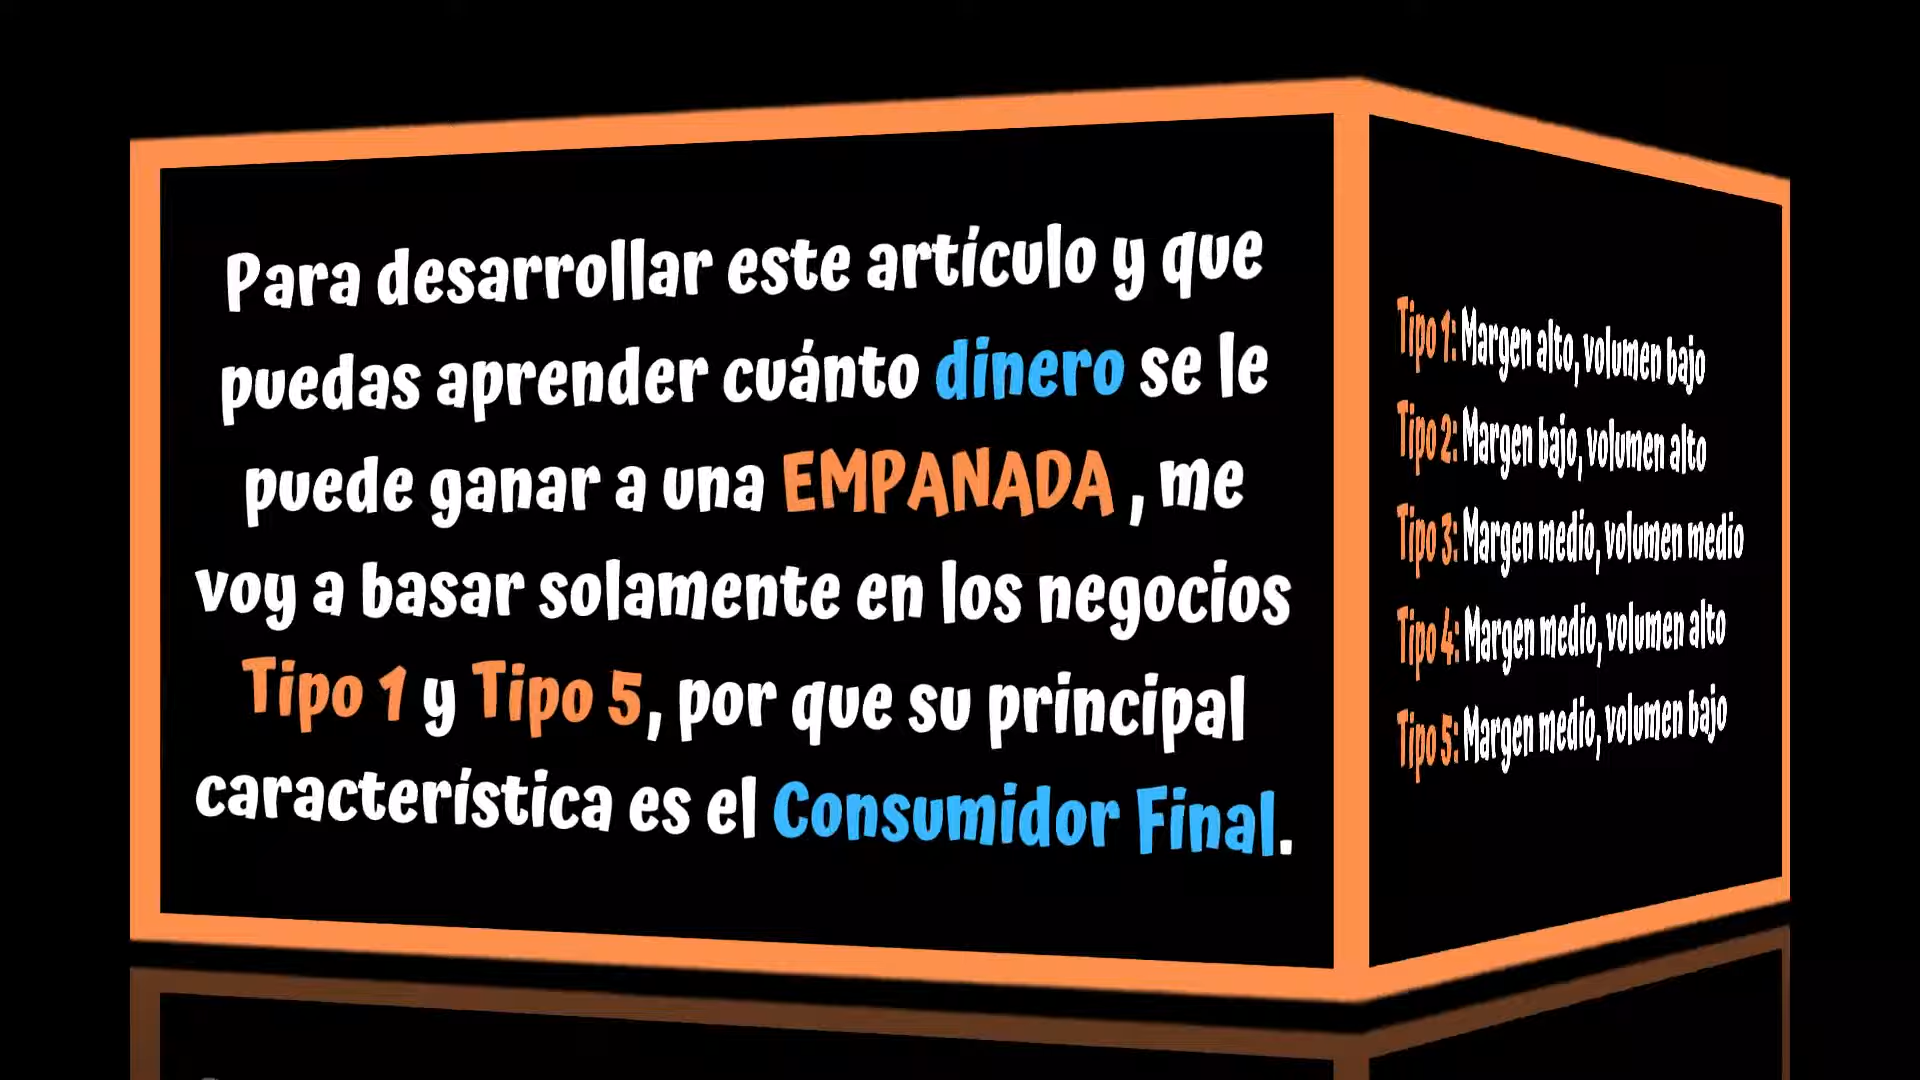 Para desarrollar este artículo y que
puedas aprender cuánto dinero se le
puede ganar a una EMPANADA , me
voy a basar solamente en los negocios
Tipo 1 y Tipo 5, por que su principal
característica es el Consumidor Final.
Tipo 1: Margen alto, volumen bajo
Tipo 2: Margen bajo, volumen alto
Tipo 3: Margen medio, volumen medio
Tipo 4: Margen medio, volumen alto
Tipo 5: Margen medio, volumen bajo